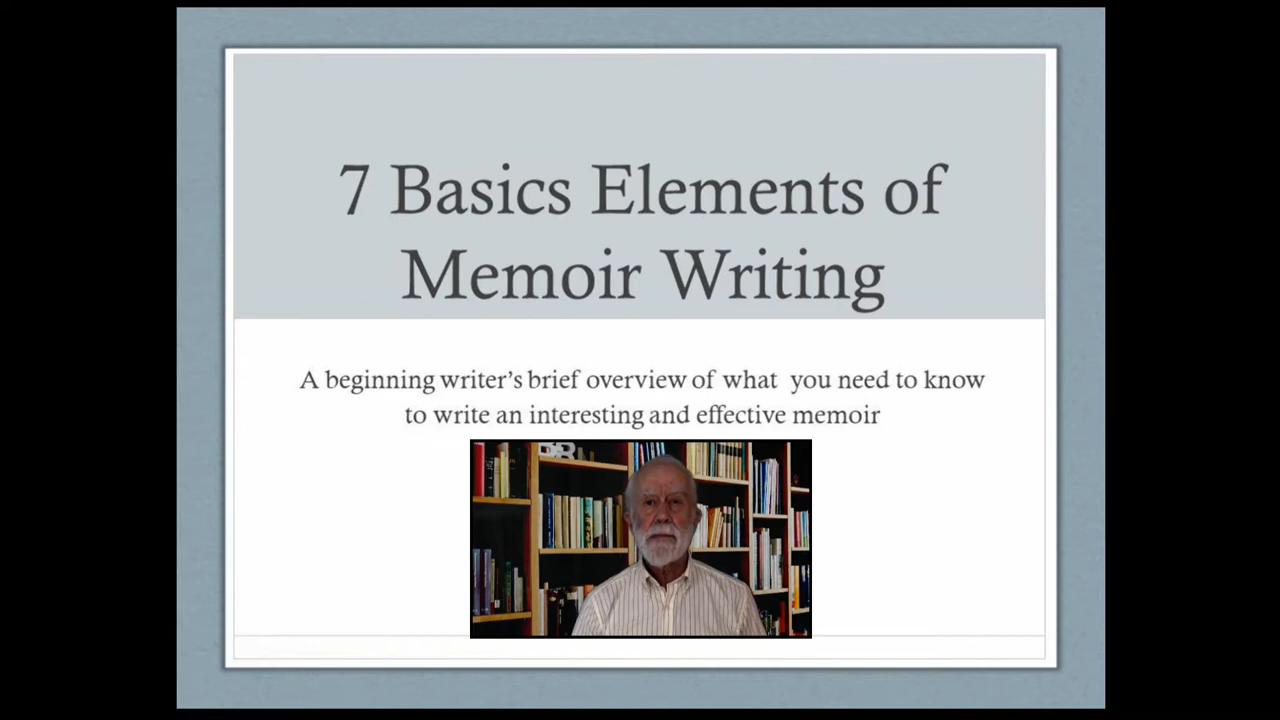 7 Basics Elements of
Memoir Writing
A beginning writer's brief overview of what you need to know
to write an interesting and effective memoir